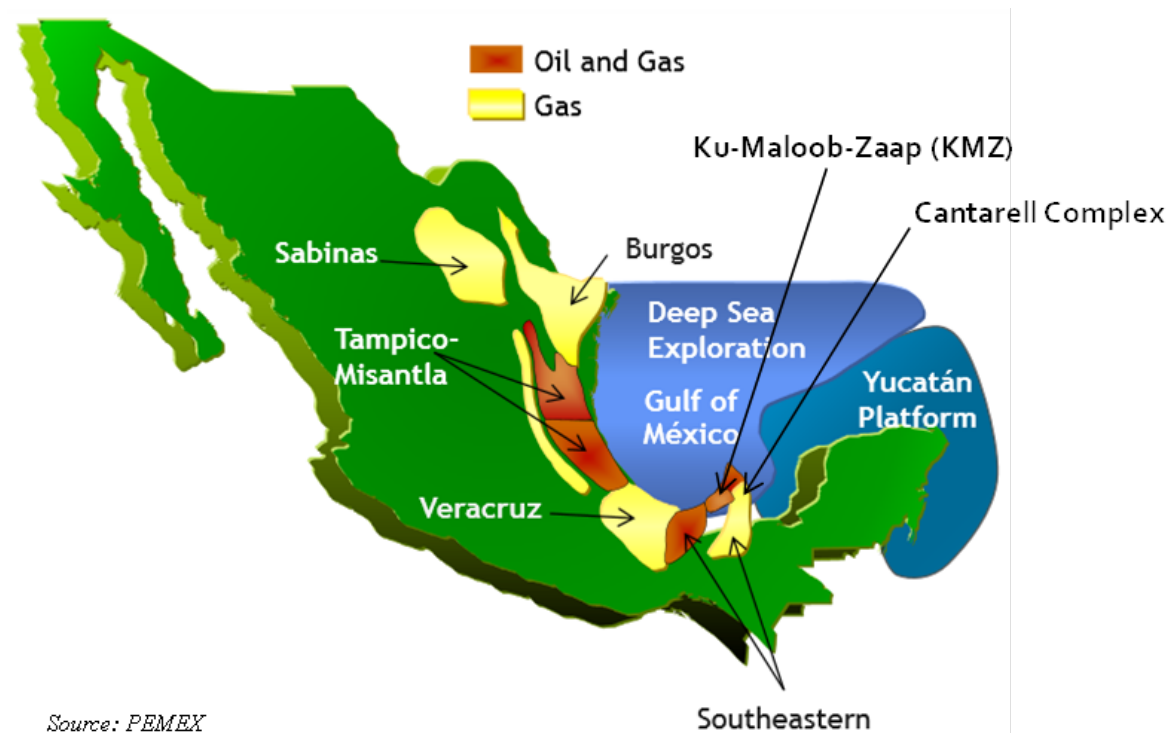 Oil and Gas
Gas
Ku-Maloob-Zaap (KMZ)
Cantarell Complex
Sabinas
Burgos
Deep Sea
Exploration
Tampico-
Misantla
Yucatán
Platform
Gulf of
México
Veracruz
Southeastern
Source: PEMEX